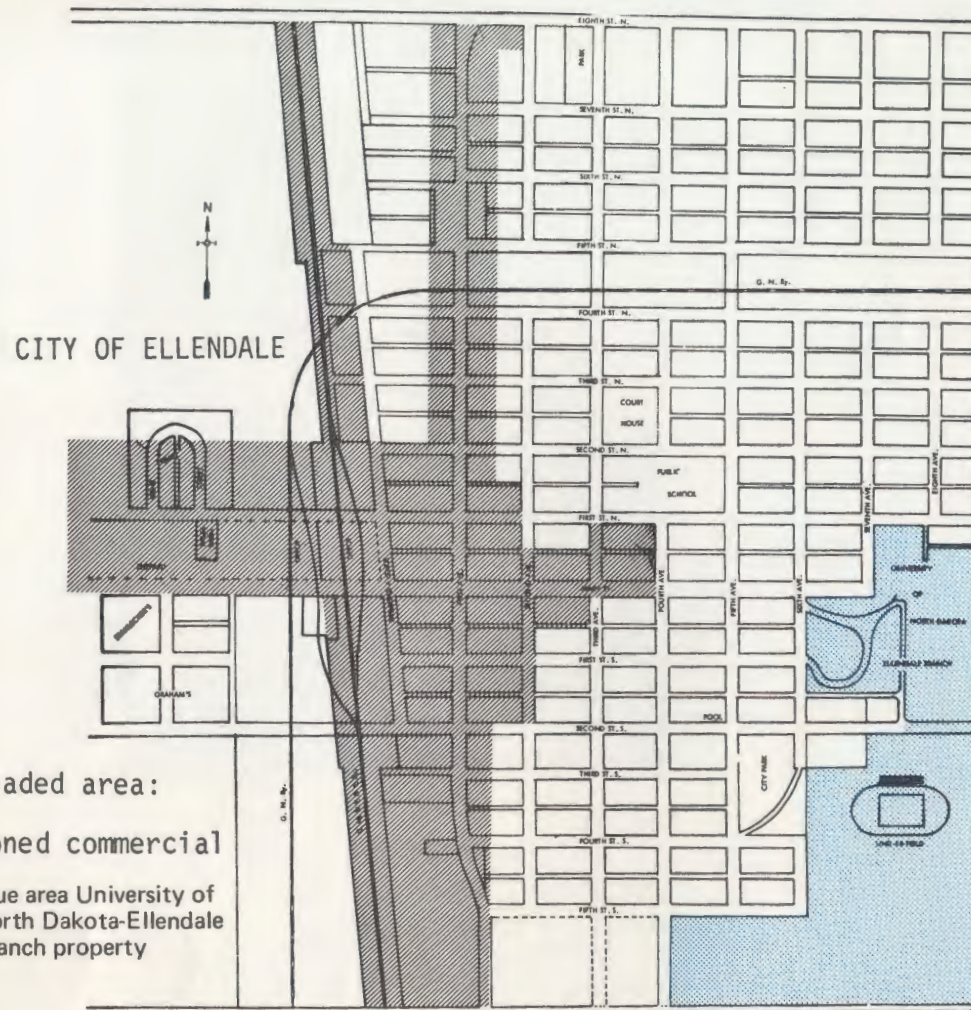 EIGHTH ST. N.
PARK
SEVENTH ST. N.
SIXTH ST. N.
N
FIFTH ST. N.
G. N. Ry.
FOURTH ST. N.
CITY OF ELLENDALE
THIRD ST. N.
COURT
HOUSE
SECOND ST. N.
EIGHTH AVE.
PUBLIC
SCHOOL
SEVENTH AVE.
FIRST ST. N.
UNIVERSITY
OF
NORTH DAKOTA
ELLENDALE BRANCH
THIRD AVE.
FOURTH AVE
FIFTH AVE.
SIXTH AVE.
FIRST ST. S.
GRAHAM'S
POOL
SECOND ST. S.
aded area:
THIRD ST. S.
CITY PARK
G. N. Ry.
oned commercial
FOURTH ST. S.
FIELD
ue area University of
orth Dakota-Ellendale
anch property
FIFTH ST. S.